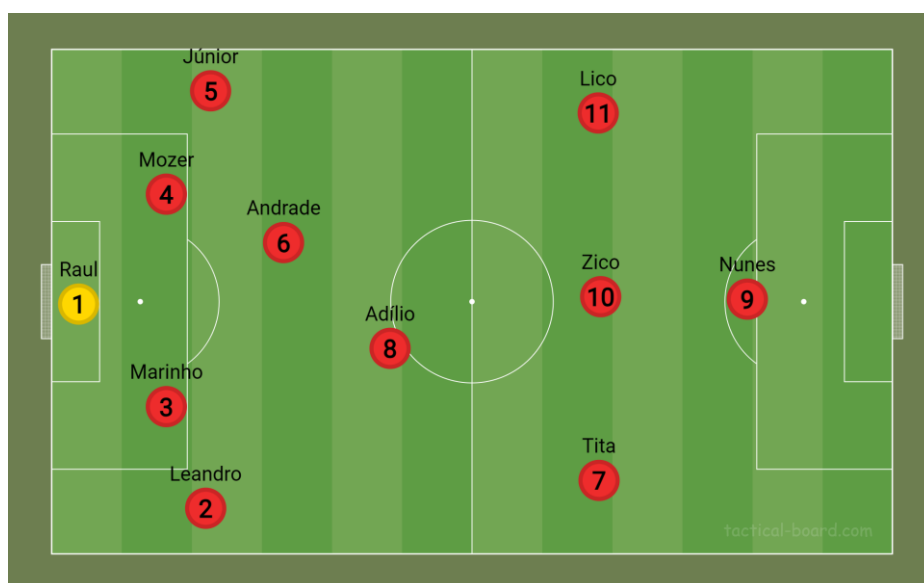 Júnior
5
Lico
11
Mozer
4
Andrade
6
Raul
1
Zico
10
Nunes
9
Adílio
8
Marinho
3
Tita
7
Leandro
2
tactical-board.com